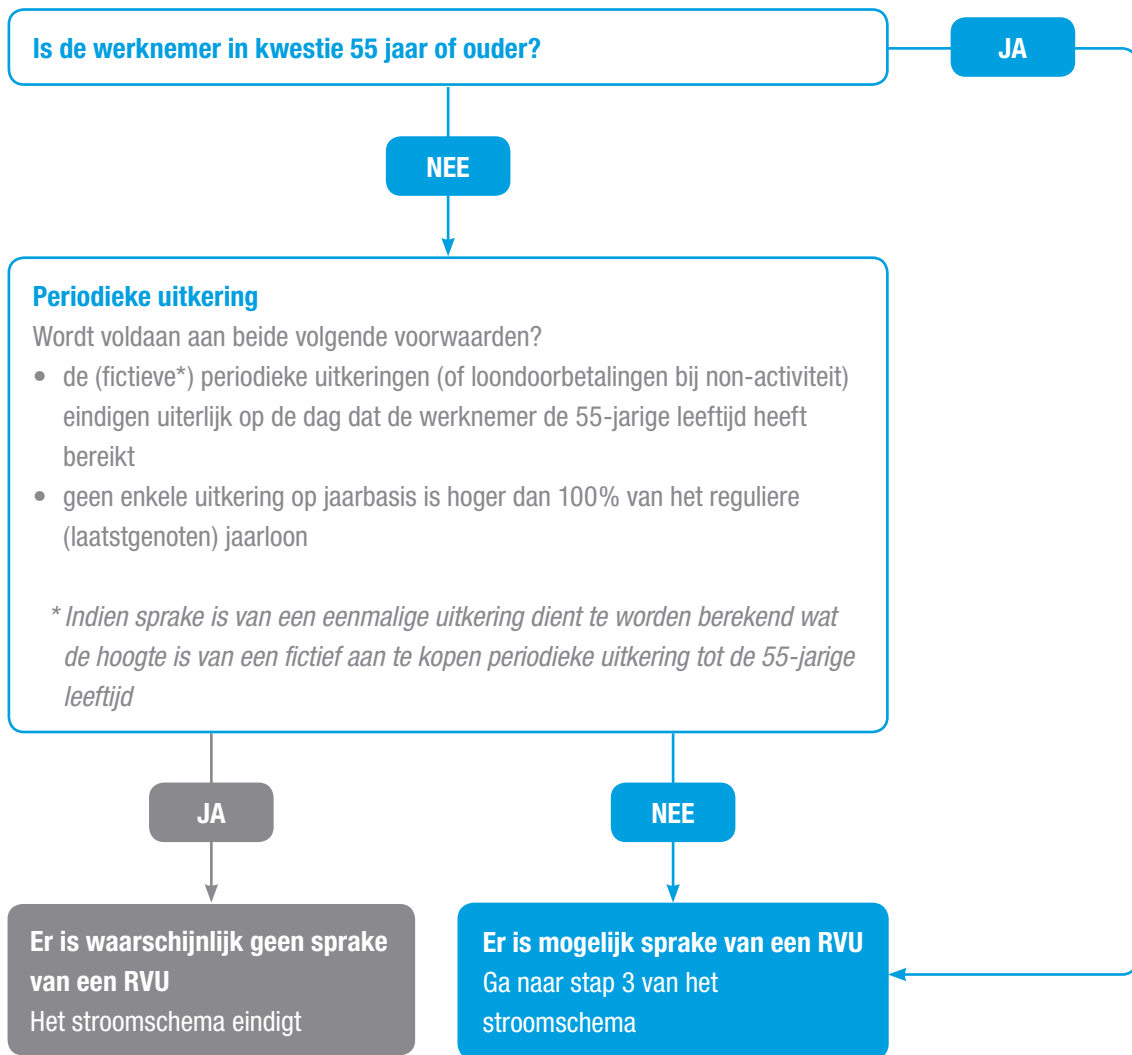 Is de werknemer in kwestie 55 jaar of ouder?
JA
NEE
Periodieke uitkering
Wordt voldaan aan beide volgende voorwaarden?
• de (fictieve*) periodieke uitkeringen (of loondoorbetalingen bij non-activiteit)
eindigen uiterlijk op de dag dat de werknemer de 55-jarige leeftijd heeft
bereikt
• geen enkele uitkering op jaarbasis is hoger dan 100% van het reguliere
(laatstgenoten) jaarloon
* Indien sprake is van een eenmalige uitkering dient te worden berekend wat
de hoogte is van een fictief aan te kopen periodieke uitkering tot de 55-jarige
leeftijd
JA
NEE
Er is waarschijnlijk geen sprake
van een RVU
Het stroomschema eindigt
Er is mogelijk sprake van een RVU
Ga naar stap 3 van het
stroomschema